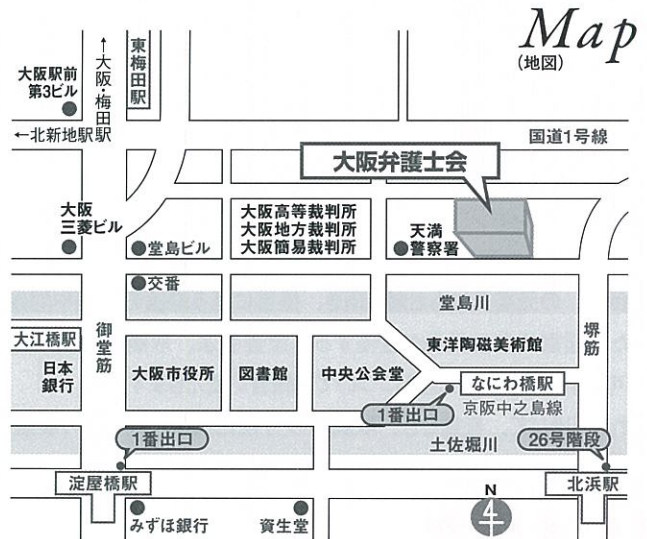 Map
(地図)
東梅田駅
↑大阪・梅田駅
大阪駅前
第3ビル
←北新地駅
国道1号線
大阪弁護士会
大阪
三菱ビル
堂島ビル
大阪高等裁判所
大阪地方裁判所
大阪簡易裁判所
天満
警察署
交番
堂島川
大江橋駅
御堂筋
堺筋
東洋陶磁美術館
日本
銀行
大阪市役所
図書館
中央公会堂
なにわ橋駅
1番出口
京阪中之島線
1番出口
土佐堀川
26号階段
淀屋橋駅
北浜駅
N
みずほ銀行
資生堂